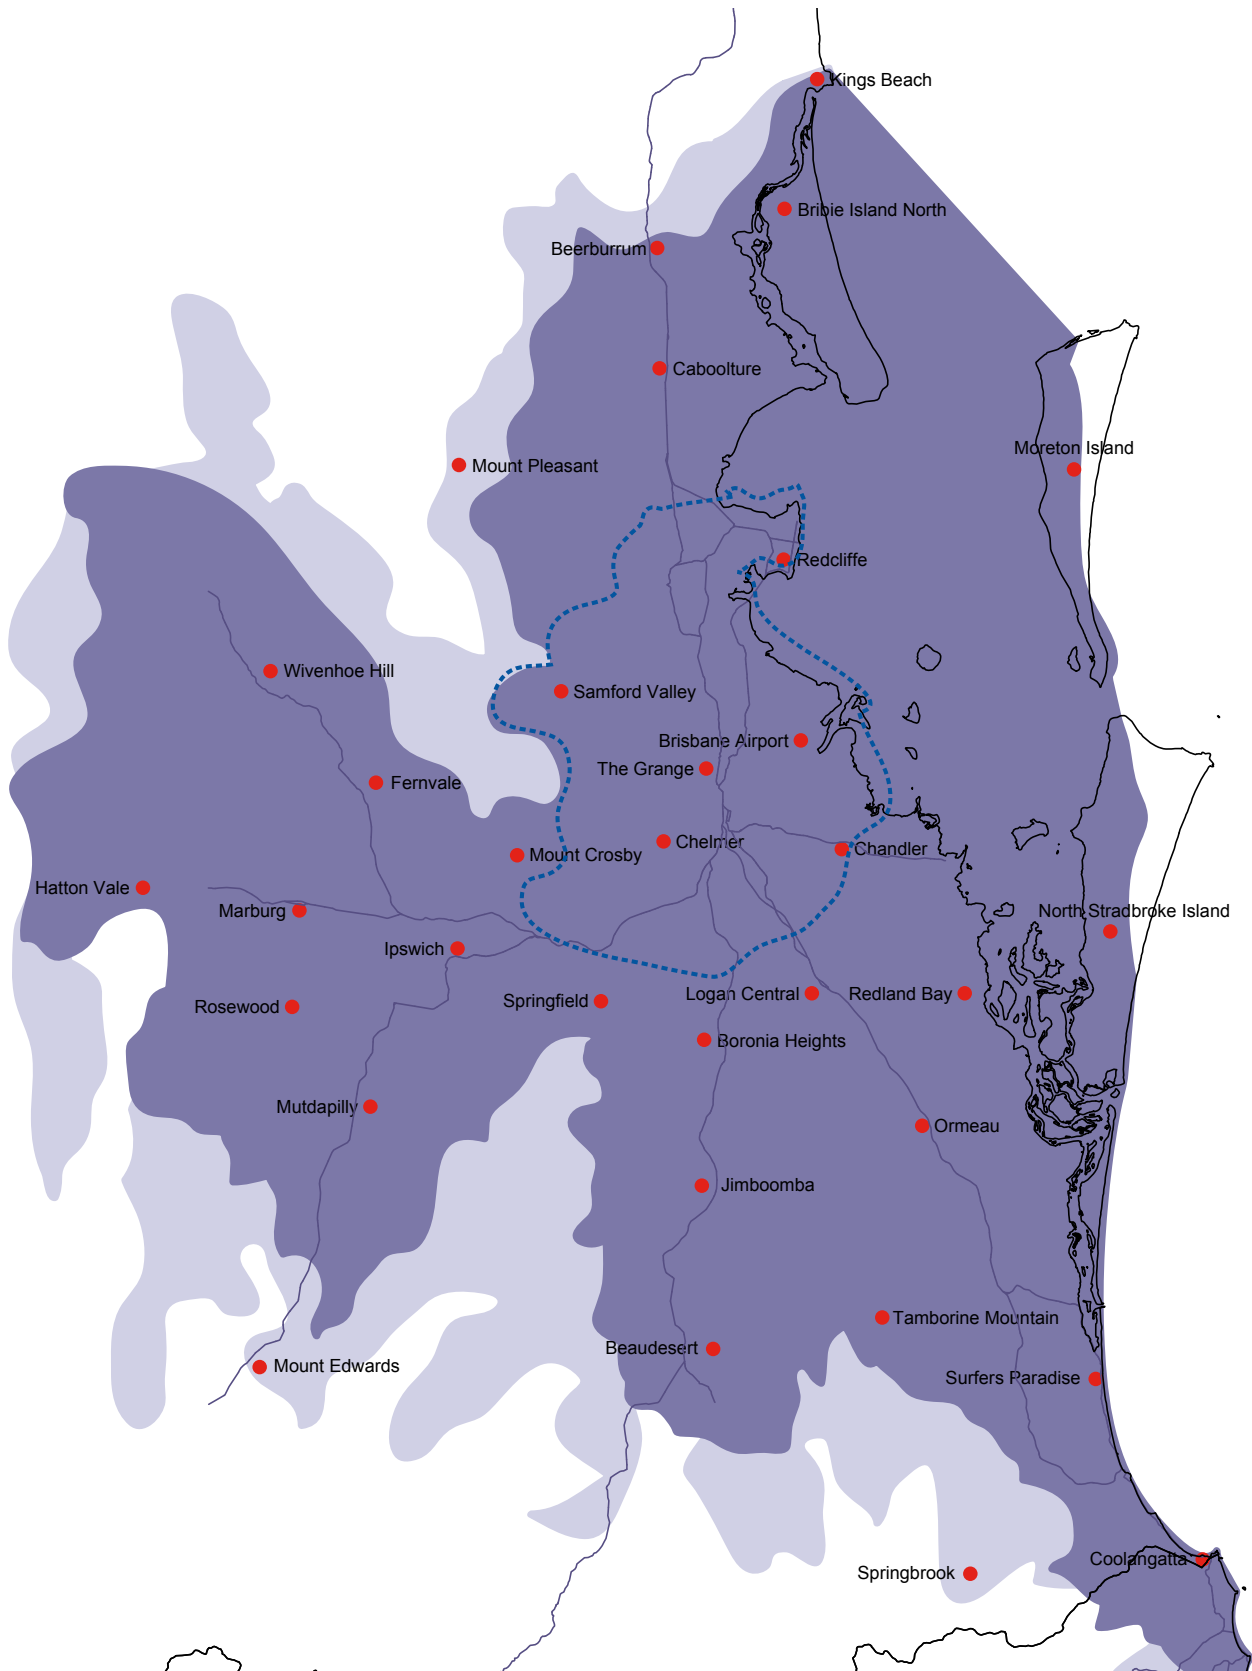 Kings Beach
Bribie Island North
Beerburrum
Caboolture
Moreton Island
Mount Pleasant
Redcliffe
Wivenhoe Hill
Samford Valley
Brisbane Airport
The Grange
Fernvale
Chelmer
Chandler
Mount Crosby
Hatton Vale
Marburg
North Stradbroke Island
Ipswich
Logan Central
Redland Bay
Springfield
Rosewood
Boronia Heights
Mutdapilly
Ormeau
Jimboomba
Tamborine Mountain
Beaudesert
Mount Edwards
Surfers Paradise
Coolangatta
Springbrook